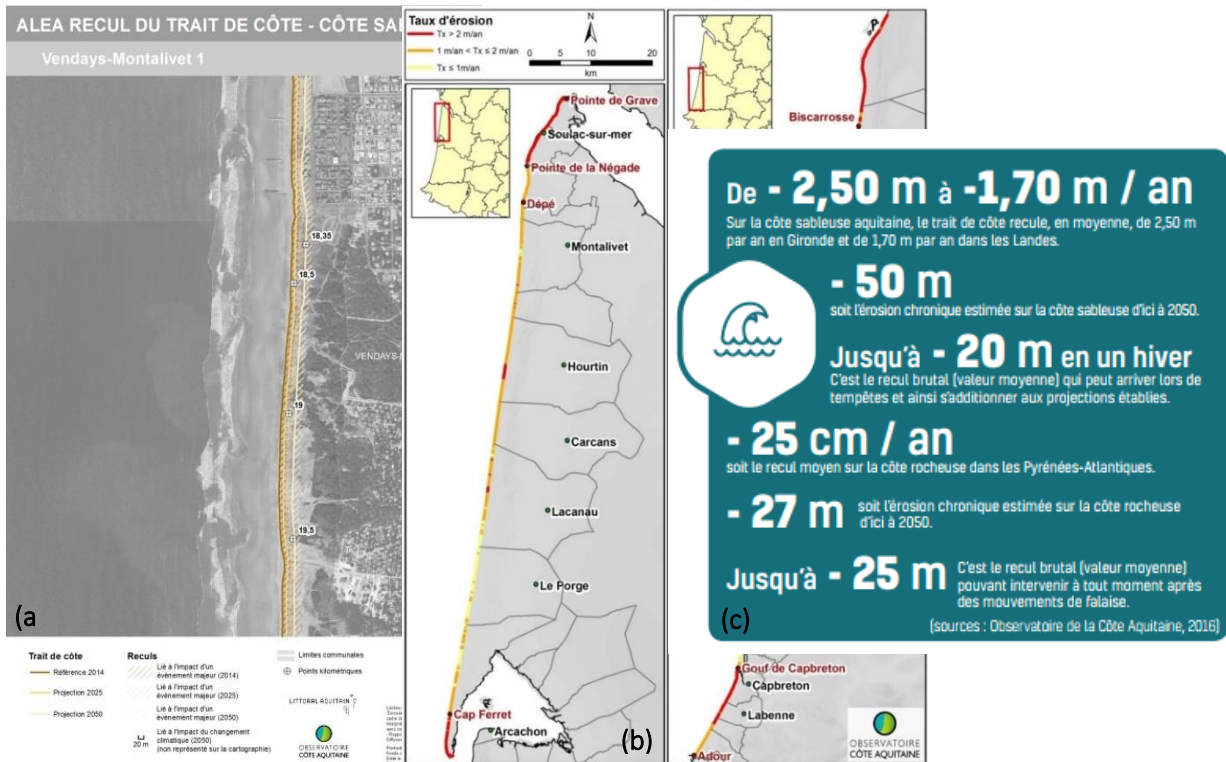 ALEA RECUL DU TRAIT DE CÔTE - CÔTE SA
Vendays-Montalivet 1
18,35
18,5
VENDAYS-
19
19,5
(a
Trait de côte
Référence 2014
Projection 2025
Projection 2050
Reculs
Lié à l'impact d'un
événement majeur (2014)
Lié à l'impact d'un
événement majeur (2025)
Lié à l'impact d'un
événement majeur (2050)
20 m
Lié à l'impact du changement
climatique (2050)
(non représenté sur la cartographie)
Limites communales
Points kilométriques
LITTORAL AQUITAIN
OBSERVATOIRE
CÔTE AQUITAINE
Taux d'érosion
Tx > 2 m/an
1 m/an < Tx ≤ 2 m/an
Tx ≤ 1m/an
N
0 5 10 20
km
Pointe de Grave
Soulac-sur-mer
Pointe de la Négade
Dépé
Montalivet
Hourtin
Carcans
Lacanau
Le Porge
Cap Ferret
Arcachon
(b)
Biscarrosse
De - 2,50 m à -1,70 m / an
Sur la côte sableuse aquitaine, le trait de côte recule, en moyenne, de 2,50 m
par an en Gironde et de 1,70 m par an dans les Landes.
- 50 m
soit l'érosion chronique estimée sur la côte sableuse d'ici à 2050.
Jusqu'à - 20 m en un hiver
C'est le recul brutal (valeur moyenne) qui peut arriver lors de
tempêtes et ainsi s'additionner aux projections établies.
- 25 cm / an
soit le recul moyen sur la côte rocheuse dans les Pyrénées-Atlantiques.
- 27 m
soit l'érosion chronique estimée sur la côte rocheuse
d'ici à 2050.
Jusqu'à - 25 m
C'est le recul brutal (valeur moyenne)
pouvant intervenir à tout moment après
des mouvements de falaise.
(c)
(sources : Observatoire de la Côte Aquitaine, 2016)
Gouf de Capbreton
Capbreton
Labenne
Adour
OBSERVATOIRE
CÔTE AQUITAINE